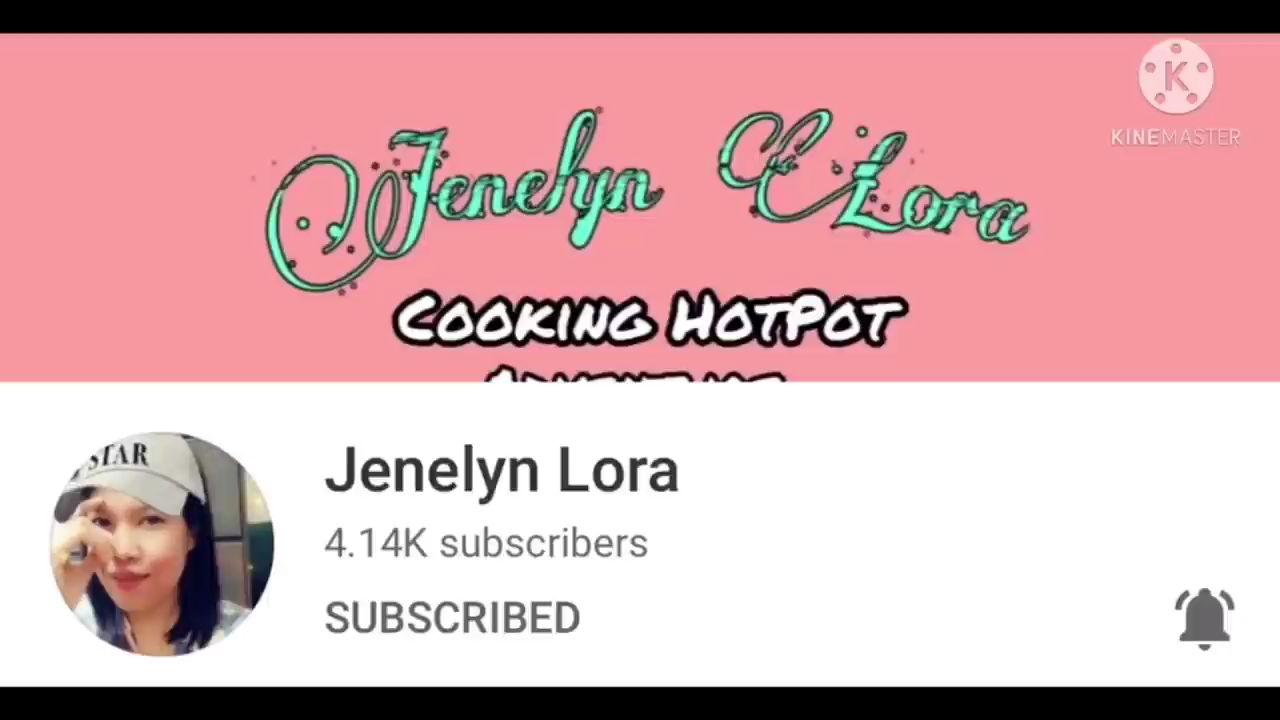 K
KINEMASTER
Jenelyn Lora
COOKING HOTPOT
STAR
Jenelyn Lora
4.14K subscribers
SUBSCRIBED